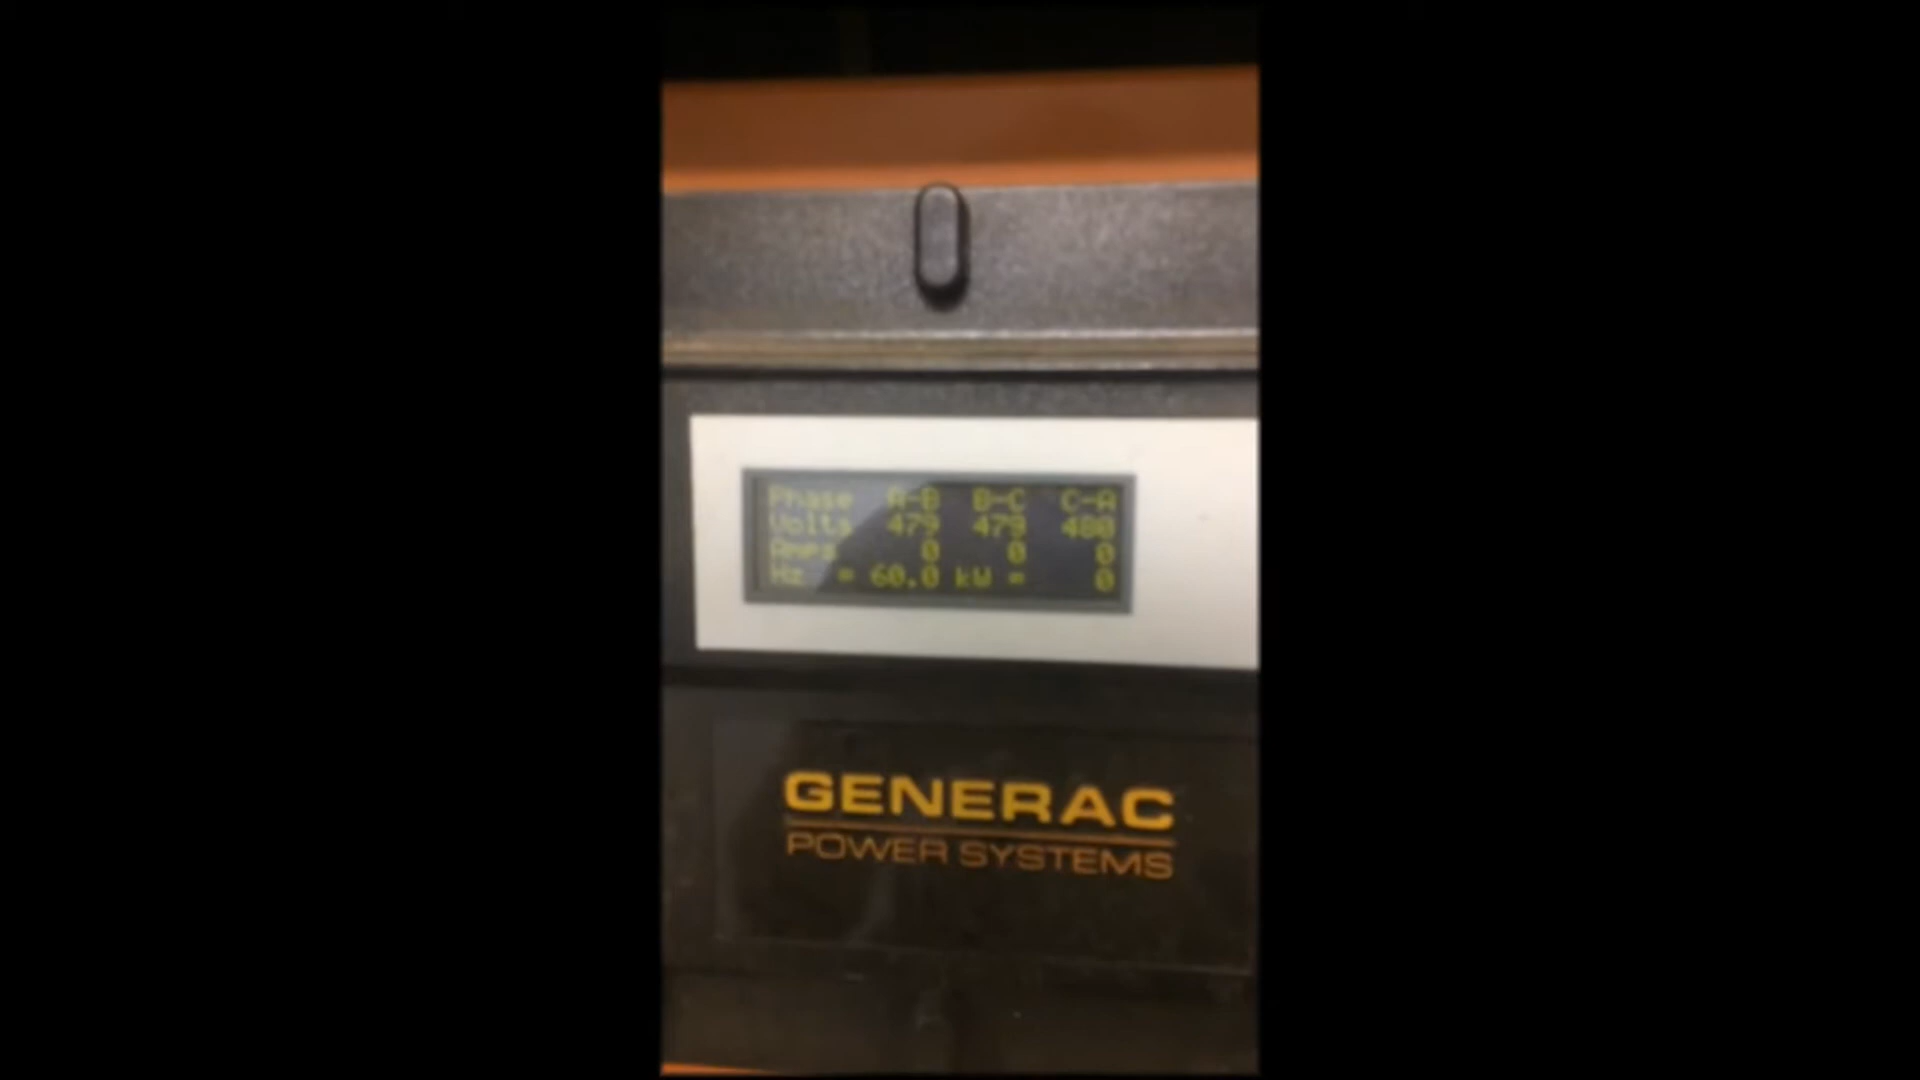 Phase A-B B-C C-A
Volts 479 479 480
Amps 0 0 0
Hz = 60.0 kW = 0
GENERAC
POWER SYSTEMS